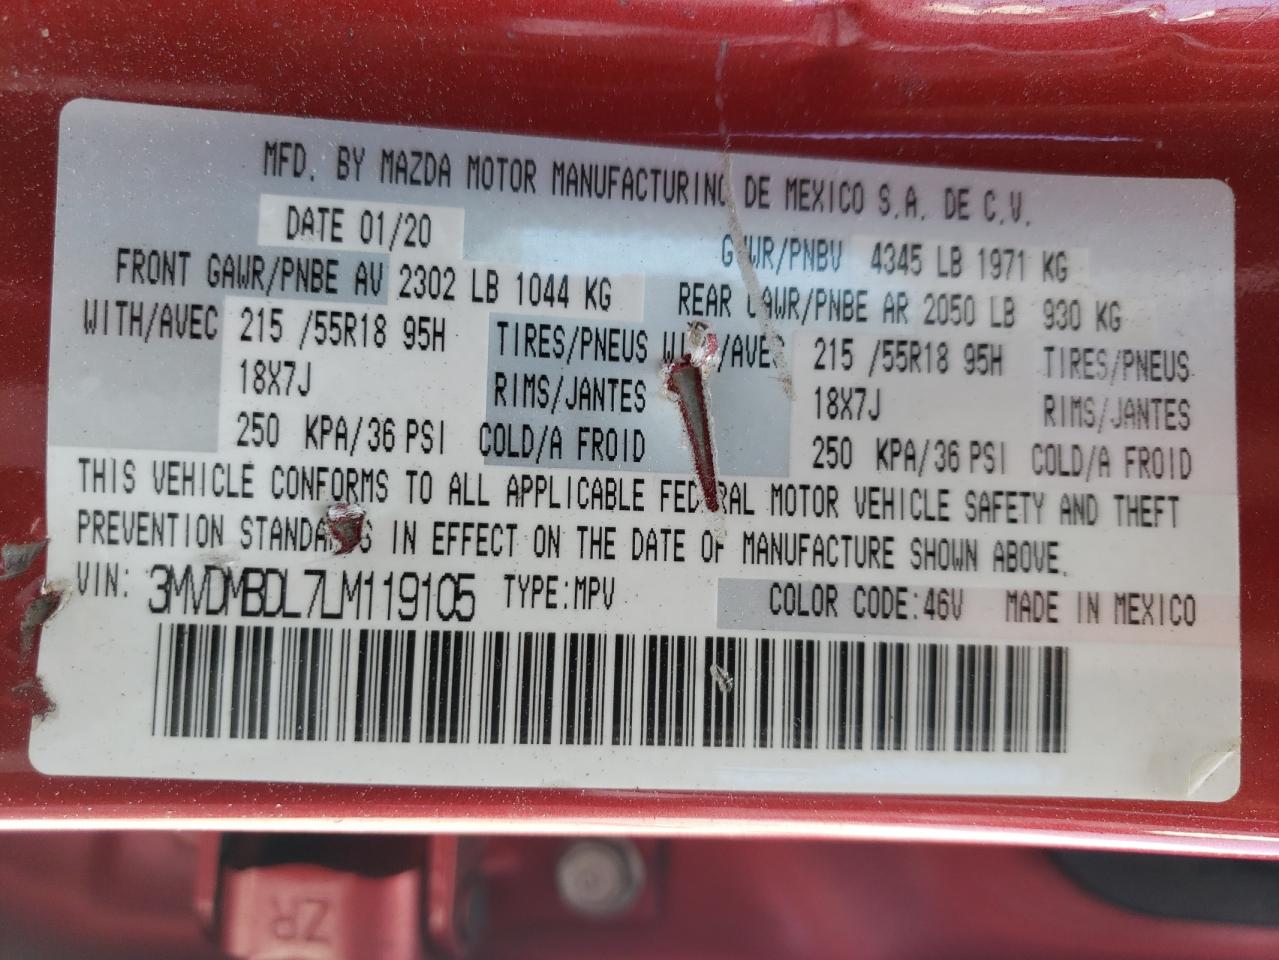 MFD. BY MAZDA MOTOR MANUFACTURING DE MEXICO S.A. DE C.V.
DATE 01/20 GVWR/PNBV 4345 LB 1971 KG
FRONT GAWR/PNBE AV 2302 LB 1044 KG REAR GAWR/PNBE AR 2050 LB 930 KG
WITH/AVEC 215 /55R18 95H TIRES/PNEUS WITH/AVEC 215 /55R18 95H TIRES/PNEUS
18X7J RIMS/JANTES 18X7J RIMS/JANTES
250 KPA/36 PSI COLD/A FROID 250 KPA/36 PSI COLD/A FROID
THIS VEHICLE CONFORMS TO ALL APPLICABLE FEDERAL MOTOR VEHICLE SAFETY AND THEFT
PREVENTION STANDARDS IN EFFECT ON THE DATE OF MANUFACTURE SHOWN ABOVE.
VIN: 3MVDMBDL7LM119105 TYPE:MPV COLOR CODE:46V MADE IN MEXICO
ZR